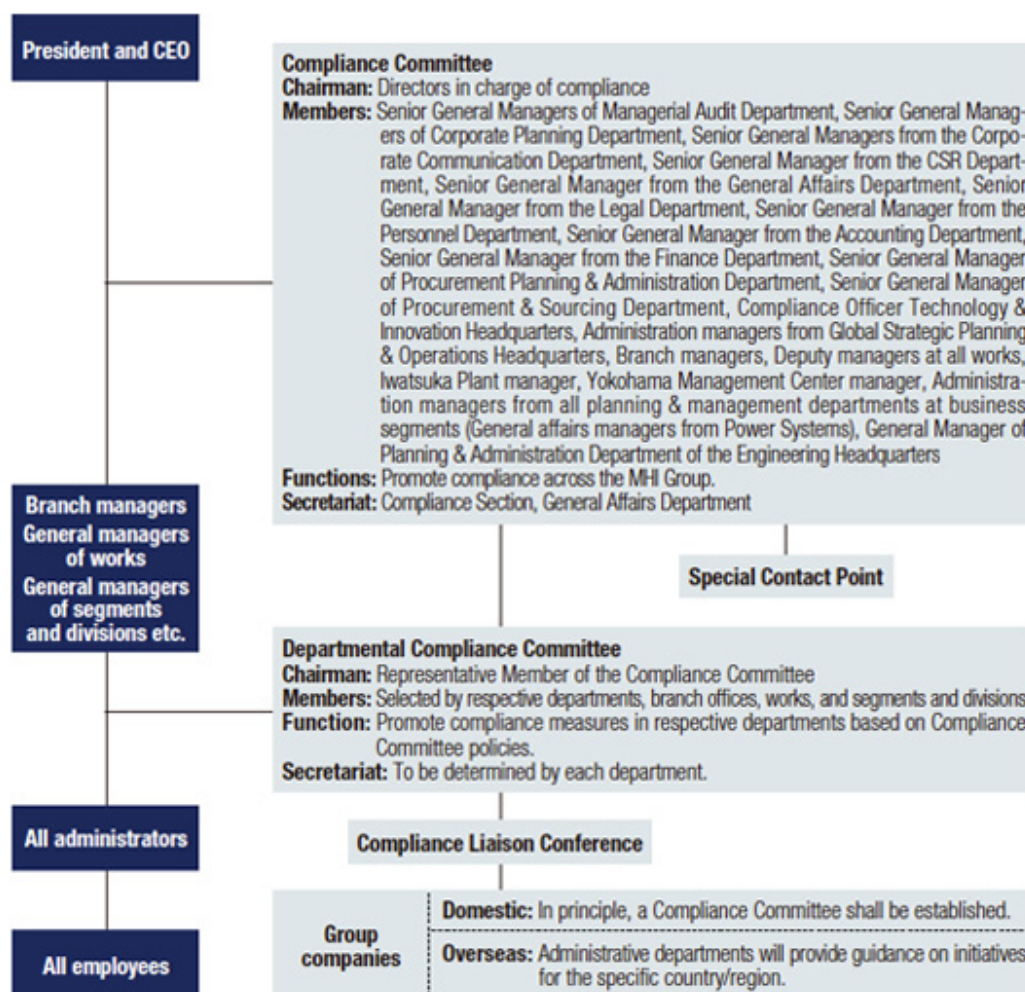 President and CEO
Compliance Committee
Chairman: Directors in charge of compliance
Members: Senior General Managers of Managerial Audit Department, Senior General Manag-
ers of Corporate Planning Department, Senior General Managers from the Corpo-
rate Communication Department, Senior General Manager from the CSR Depart-
ment, Senior General Manager from the General Affairs Department, Senior
General Manager from the Legal Department, Senior General Manager from the
Personnel Department, Senior General Manager from the Accounting Department,
Senior General Manager from the Finance Department, Senior General Manager
of Procurement Planning & Administration Department, Senior General Manager
of Procurement & Sourcing Department, Compliance Officer Technology &
Innovation Headquarters, Administration managers from Global Strategic Planning
& Operations Headquarters, Branch managers, Deputy managers at all works,
Iwatsuka Plant manager, Yokohama Management Center manager, Administra-
tion managers from all planning & management departments at business
segments (General affairs managers from Power Systems), General Manager of
Planning & Administration Department of the Engineering Headquarters
Functions: Promote compliance across the MHI Group.
Secretariat: Compliance Section, General Affairs Department
Branch managers
General managers
of works
General managers
of segments
and divisions etc.
Special Contact Point
Departmental Compliance Committee
Chairman: Representative Member of the Compliance Committee
Members: Selected by respective departments, branch offices, works, and segments and divisions
Function: Promote compliance measures in respective departments based on Compliance
Committee policies.
Secretariat: To be determined by each department.
All administrators
Compliance Liaison Conference
All employees
Group
companies
Domestic: In principle, a Compliance Committee shall be established.
Overseas: Administrative departments will provide guidance on initiatives
for the specific country/region.